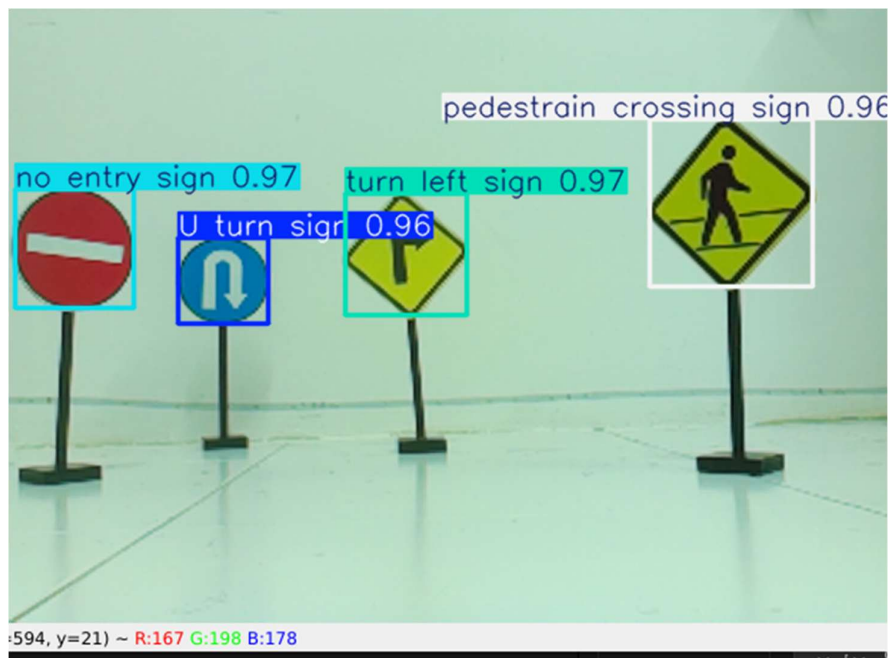 pedestrain crossing sign 0.96
no entry sign 0.97
turn left sign 0.97
U turn sign 0.96
=594, y=21) ~ R:167 G:198 B:178